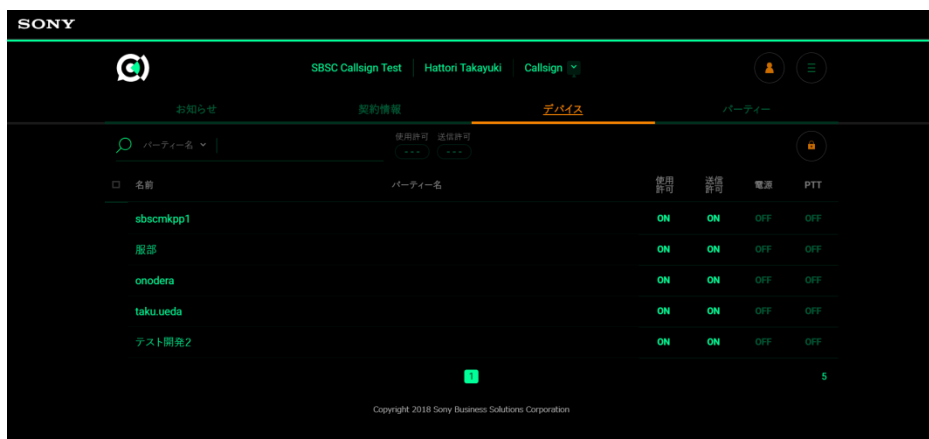 SONY
SBSC Callsign Test Hattori Takayuki Callsign
お知らせ 契約情報 デバイス パーティー
パーティー名 使用許可 送信許可
--- ---
名前 パーティー名 使用許可 送信許可 電源 PTT
sbscmkpp1 ON ON OFF OFF
服部 ON ON OFF OFF
onodera ON ON OFF OFF
taku.ueda ON ON OFF OFF
テスト開発2 ON ON OFF OFF
1 5
Copyright 2018 Sony Business Solutions Corporation